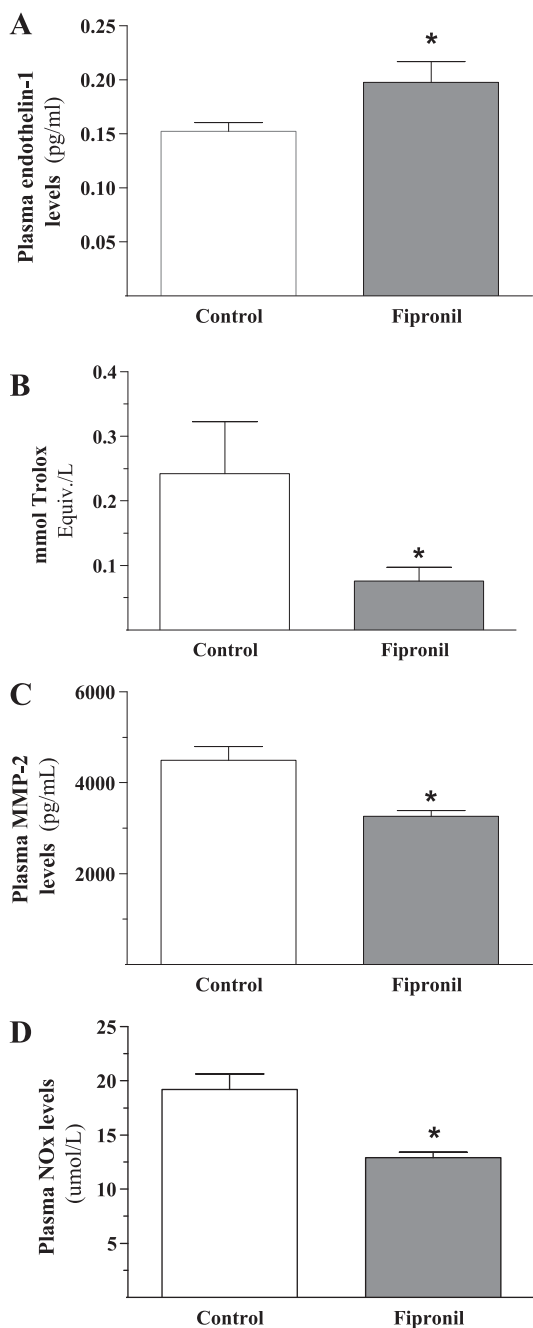 A
Plasma endothelin-1
levels (pg/ml)
0.25
0.20
0.15
0.10
0.05
*
Control
Fipronil
B
mmol Trolox
Equiv./L
0.4
0.3
0.2
0.1
*
Control
Fipronil
C
Plasma MMP-2
levels (pg/mL)
6000
4000
2000
*
Control
Fipronil
D
Plasma NOx levels
(umol/L)
25
20
15
10
5
*
Control
Fipronil